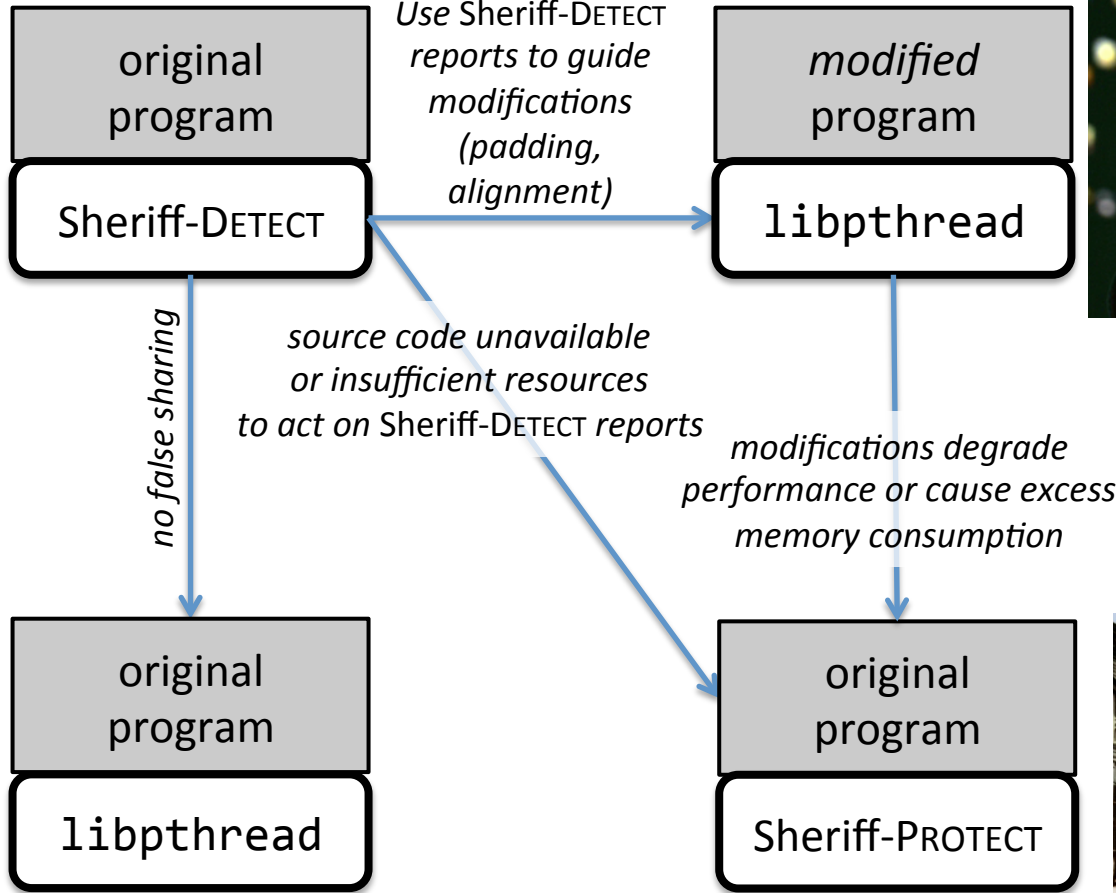 original
program
Sheriff-DETECT
Use Sheriff-DETECT
reports to guide
modifications
(padding,
alignment)
modified
program
libpthread
no false sharing
source code unavailable
or insufficient resources
to act on Sheriff-DETECT reports
modifications degrade
performance or cause excess
memory consumption
original
program
libpthread
original
program
Sheriff-PROTECT